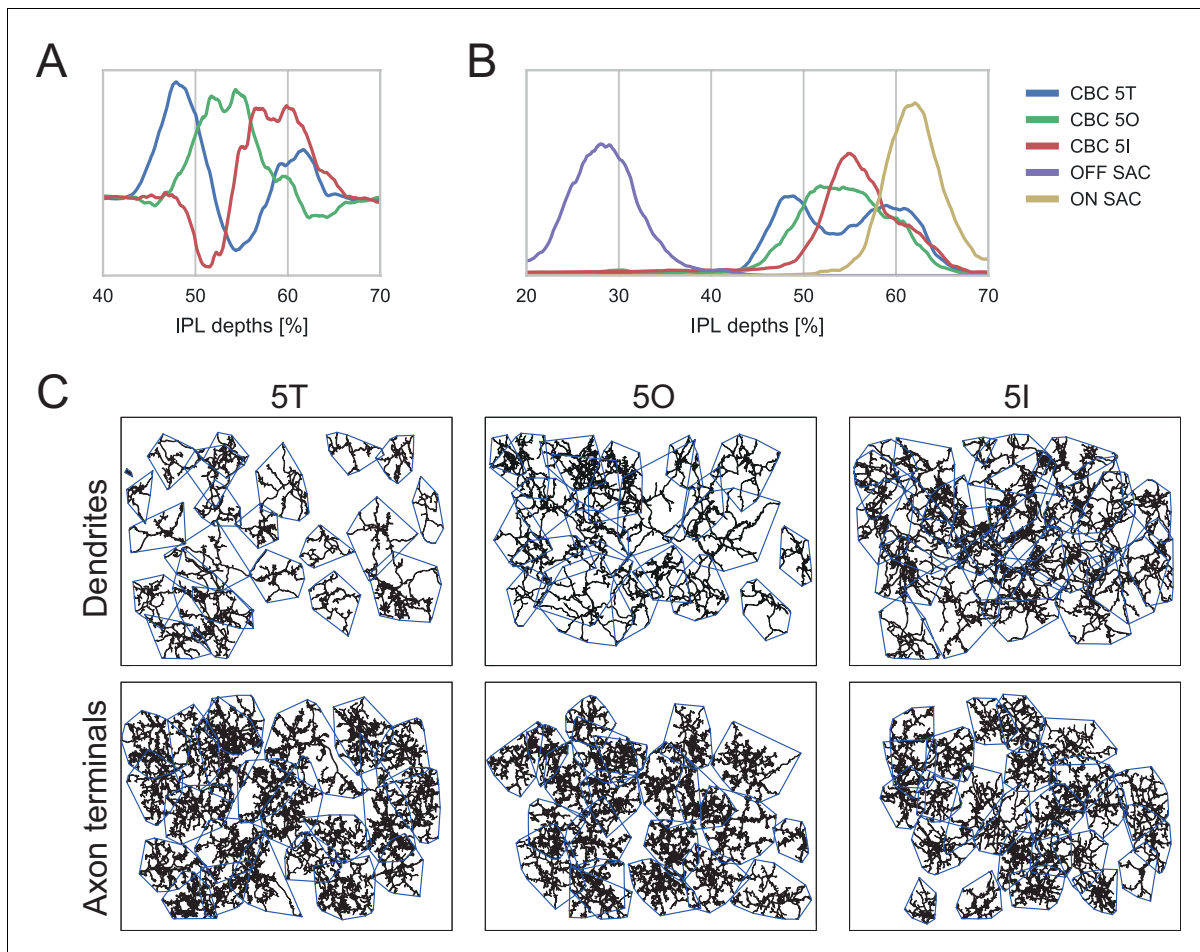 A
B
40 50 60 70
IPL depths [%]
20 30 40 50 60 70
IPL depths [%]
CBC 5T
CBC 5O
CBC 5I
OFF SAC
ON SAC
C
5T 5O 5I
Dendrites
Axon terminals